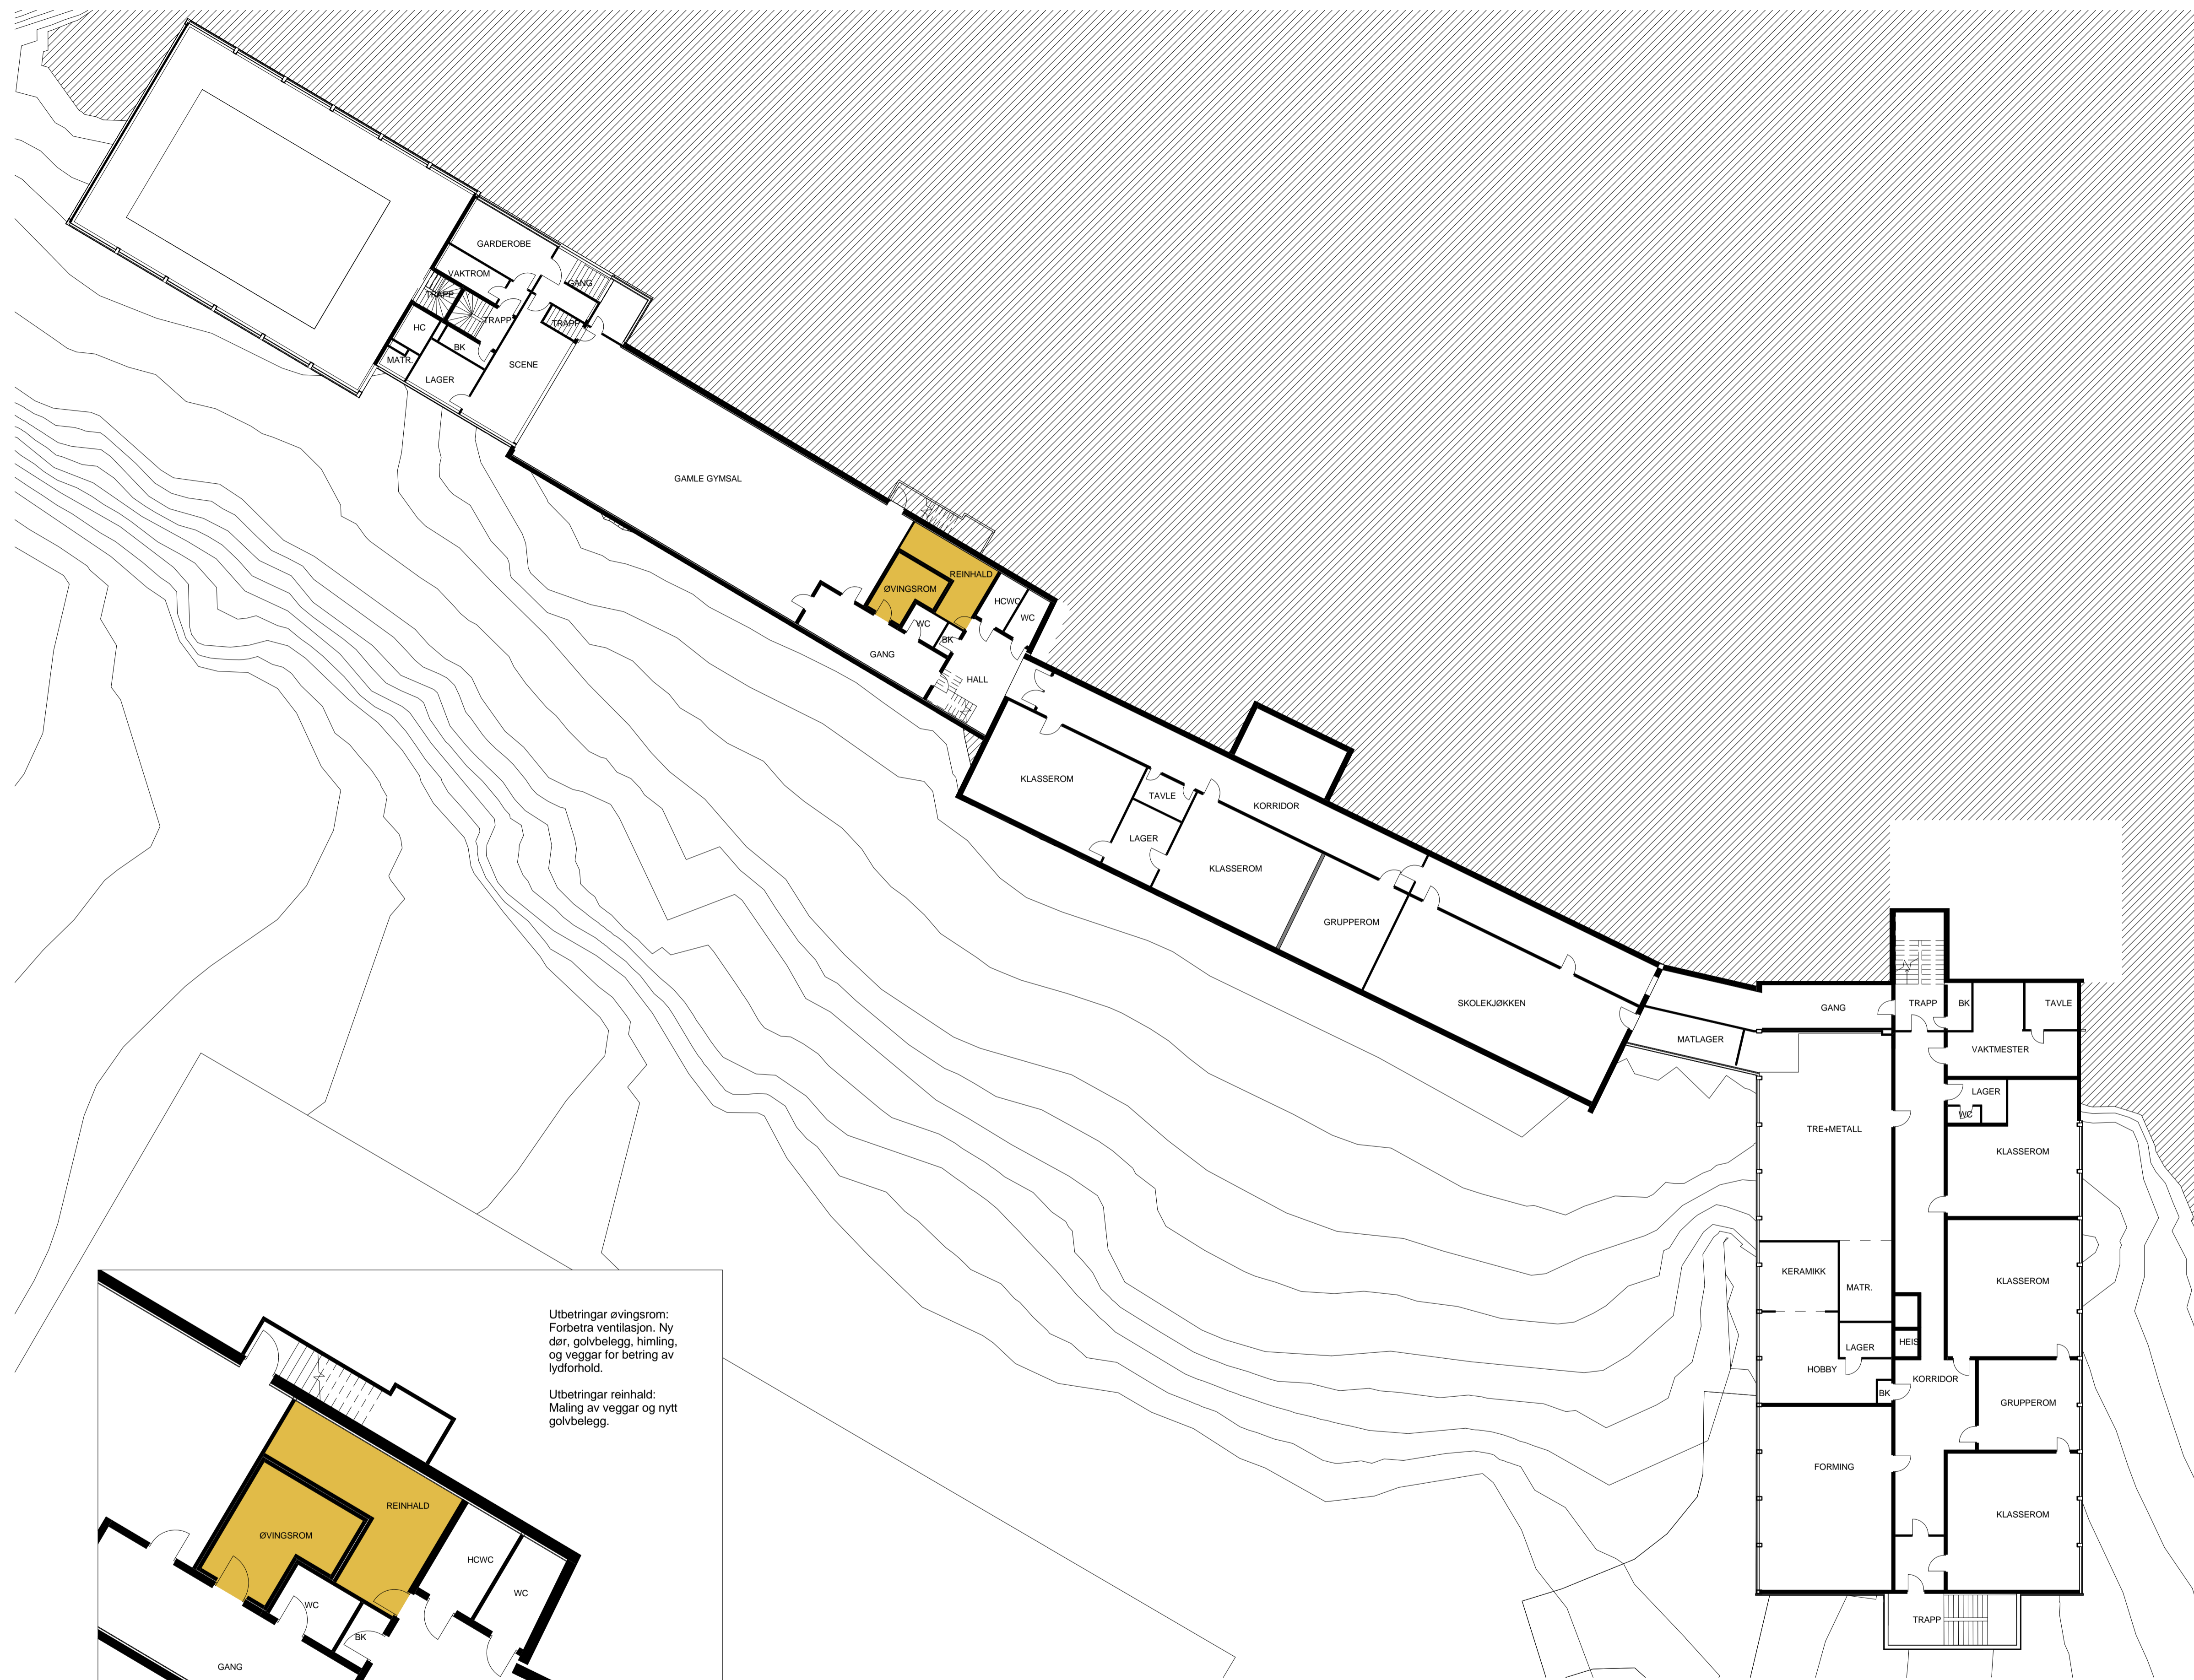 GARDEROBE
VAKTROM
GANG
TRAPP
TRAPP
TRAPP
HC
BK
MATR.
LAGER
SCENE
GAMLE GYMSAL
REINHALD
ØVINGSROM
HCWC
WC
WC
BK
GANG
HALL
KLASSEROM
TAVLE
KORRIDOR
LAGER
KLASSEROM
GRUPPEROM
SKOLEKJØKKEN
MATLAGER
GANG
TRAPP
BK
TAVLE
VAKTMESTER
LAGER
WC
TRE+METALL
KLASSEROM
KERAMIKK
MATR.
KLASSEROM
HEIS
LAGER
HOBBY
KORRIDOR
BK
GRUPPEROM
FORMING
KLASSEROM
TRAPP
Utbetringar øvingsrom:
Forbetra ventilasjon. Ny
dør, golvbelegg, himling,
og veggar for betring av
lydforhold.
Utbetringar reinhald:
Maling av veggar og nytt
golvbelegg.
REINHALD
ØVINGSROM
HCWC
WC
WC
BK
GANG